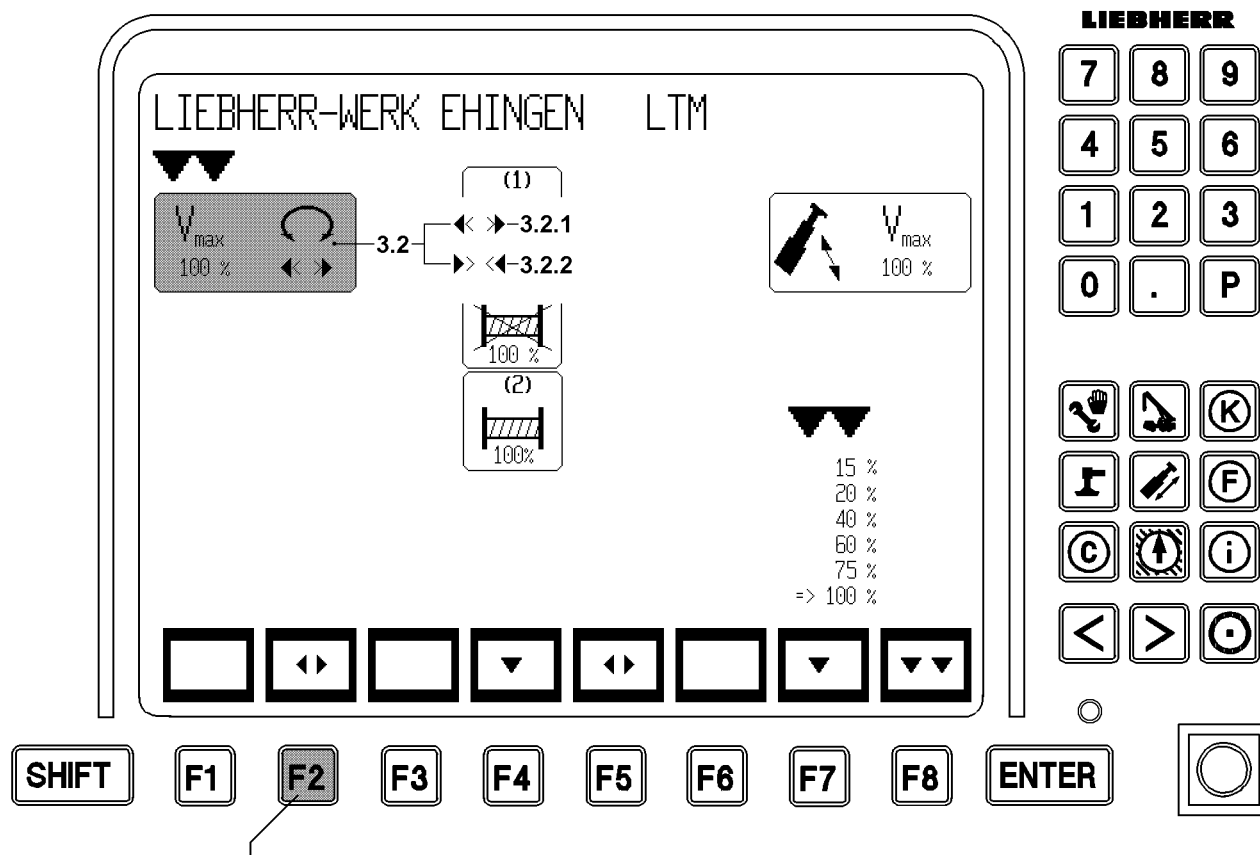 LIEBHERR
LIEBHERR-WERK EHINGEN LTM
Vmax
100 %
3.2
(1)
3.2.1
3.2.2
100 %
(2)
100%
Vmax
100 %
15 %
20 %
40 %
60 %
75 %
=> 100 %
7 8 9
4 5 6
1 2 3
0 . P
K
F
C i
< >
SHIFT F1 F2 F3 F4 F5 F6 F7 F8 ENTER